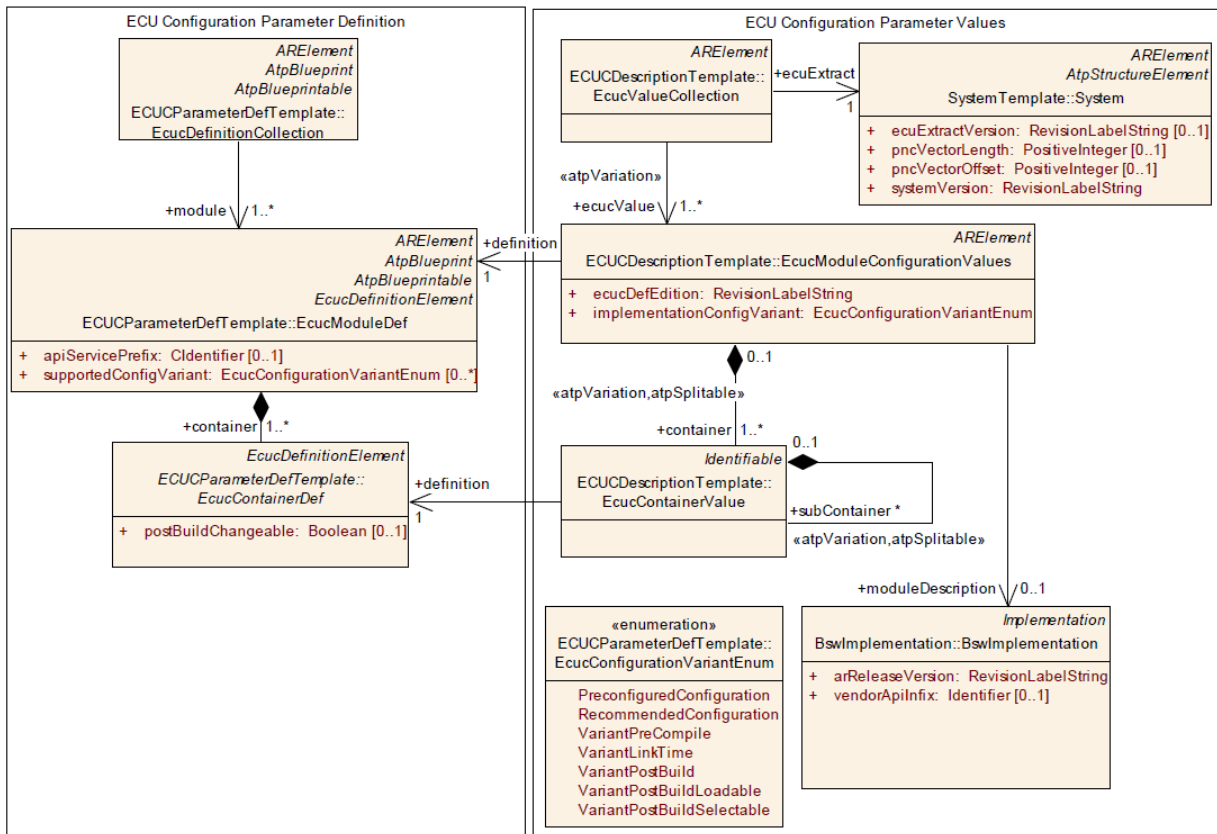 ECU Configuration Parameter Definition
ARElement
AtpBlueprint
AtpBlueprintable
ECUCParameterDefTemplate::
EcucDefinitionCollection
+module
1..*
ARElement
AtpBlueprint
AtpBlueprintable
EcucDefinitionElement
ECUCParameterDefTemplate::EcucModuleDef
+ apiServicePrefix: CIdentifier [0..1]
+ supportedConfigVariant: EcucConfigurationVariantEnum [0..*]
+container
1..*
EcucDefinitionElement
ECUCParameterDefTemplate::
EcucContainerDef
+ postBuildChangeable: Boolean [0..1]
ECU Configuration Parameter Values
ARElement
ECUCDescriptionTemplate::
EcucValueCollection
+ecuExtract
1
ARElement
AtpStructureElement
SystemTemplate::System
+ ecuExtractVersion: RevisionLabelString [0..1]
+ pncVectorLength: PositiveInteger [0..1]
+ pncVectorOffset: PositiveInteger [0..1]
+ systemVersion: RevisionLabelString
«atpVariation»
+ecucValue
1..*
+definition
1
ARElement
ECUCDescriptionTemplate::EcucModuleConfigurationValues
+ ecucDefEdition: RevisionLabelString
+ implementationConfigVariant: EcucConfigurationVariantEnum
0..1
«atpVariation,atpSplitable»
+container
1..*
+definition
1
Identifiable
ECUCDescriptionTemplate::
EcucContainerValue
0..1
+subContainer *
«atpVariation,atpSplitable»
+moduleDescription
0..1
«enumeration»
ECUCParameterDefTemplate::
EcucConfigurationVariantEnum
PreconfiguredConfiguration
RecommendedConfiguration
VariantPreCompile
VariantLinkTime
VariantPostBuild
VariantPostBuildLoadable
VariantPostBuildSelectable
Implementation
BswImplementation::BswImplementation
+ arReleaseVersion: RevisionLabelString
+ vendorApiInfix: Identifier [0..1]